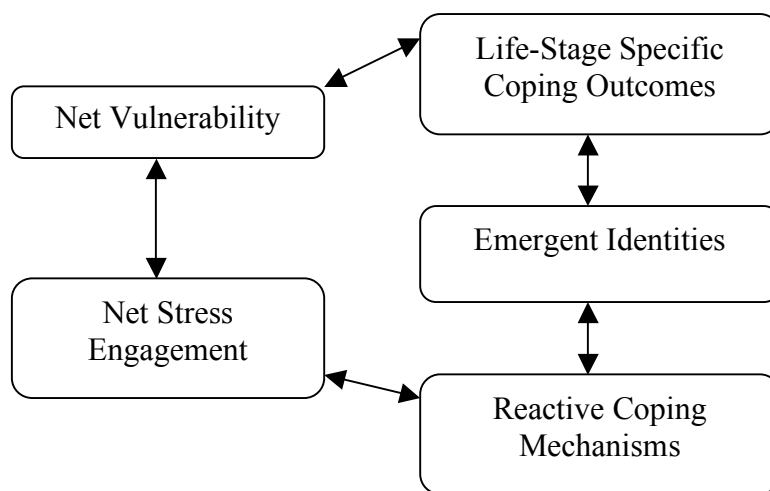 Life-Stage Specific
Coping Outcomes
Net Vulnerability
Emergent Identities
Net Stress
Engagement
Reactive Coping
Mechanisms